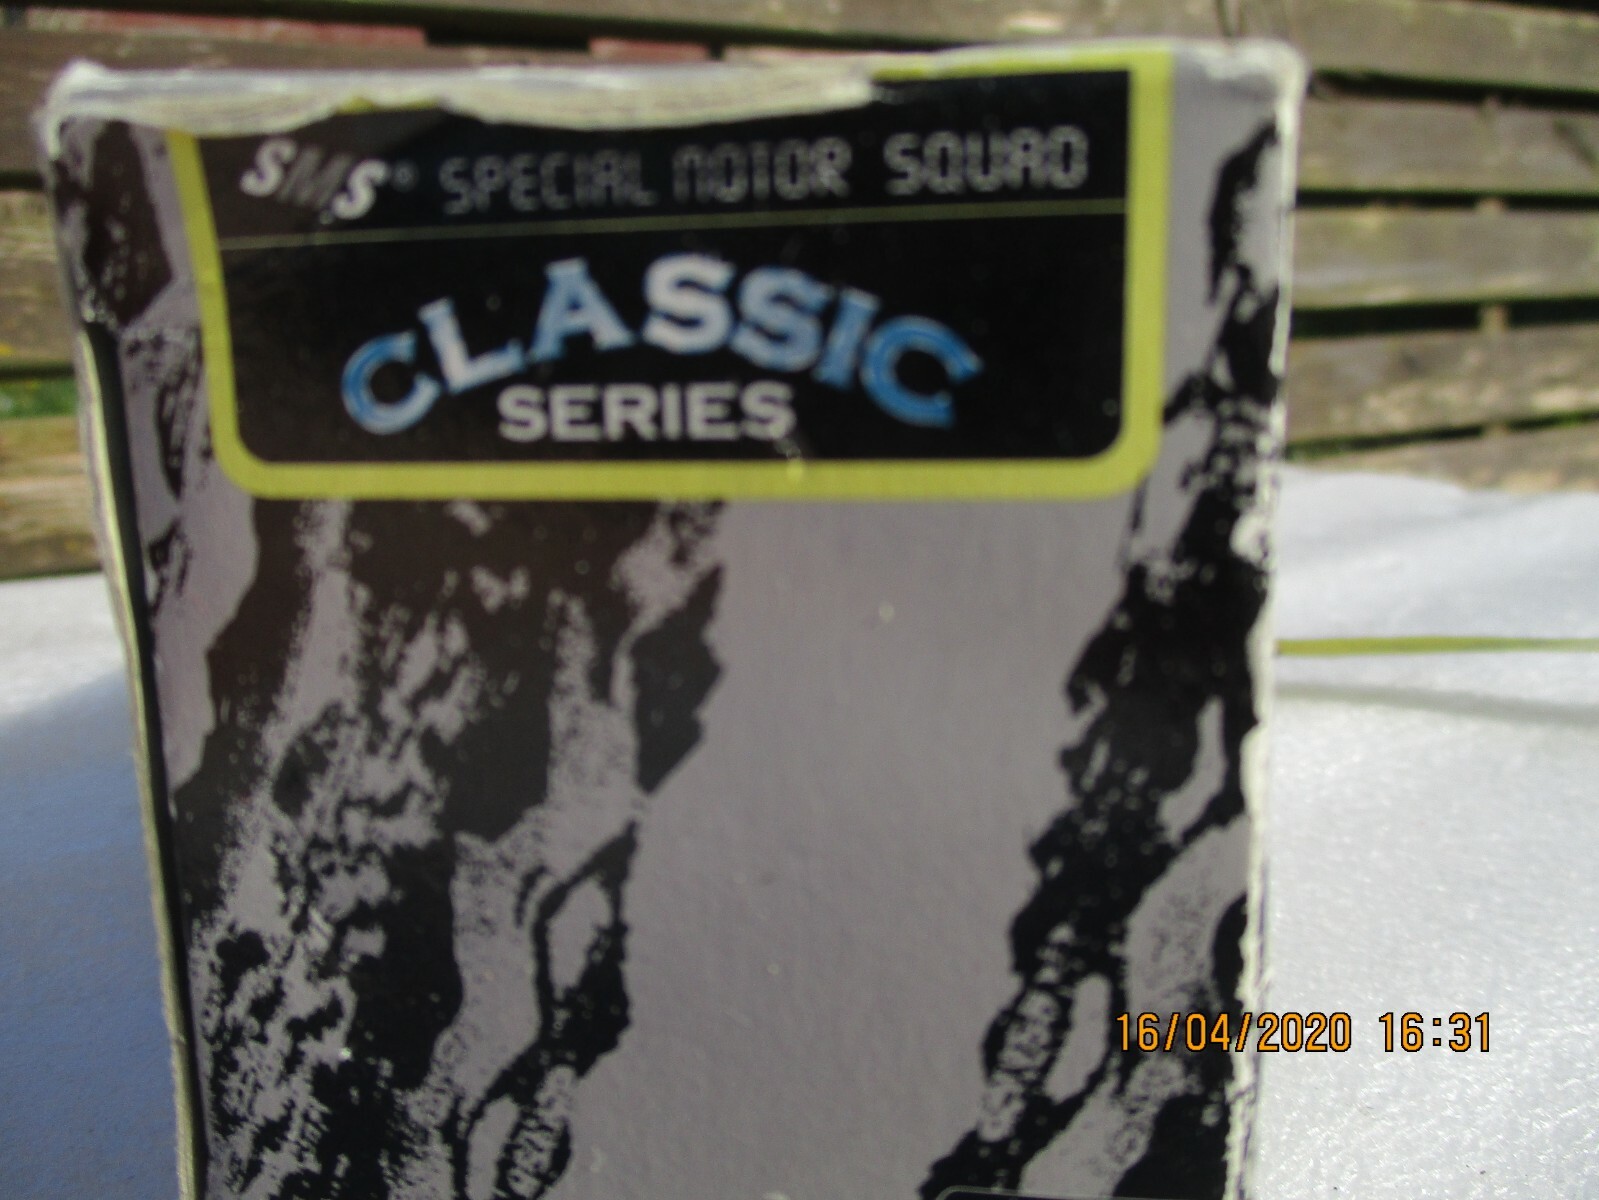 SMS® SPECIAL MOTOR SQUAD
CLASSIC
SERIES
16/04/2020 16:31